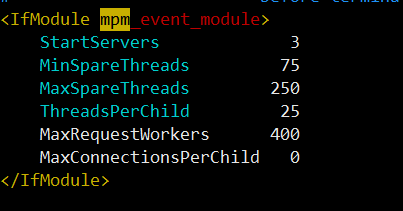 # before termina
<IfModule mpm_event_module>
    StartServers             3
    MinSpareThreads         75
    MaxSpareThreads        250
    ThreadsPerChild         25
    MaxRequestWorkers      400
    MaxConnectionsPerChild   0
</IfModule>